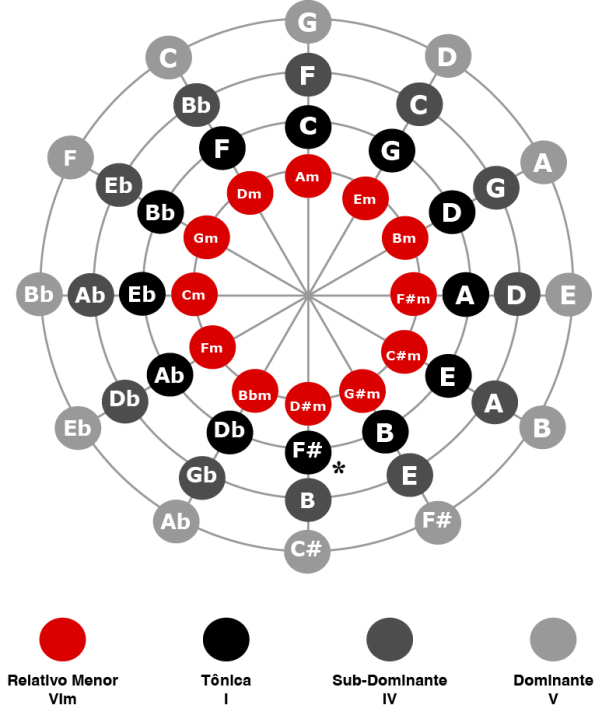 G
C
D
F
Bb
C
C
F
G
F
A
Am
Eb
G
Dm
Em
Bb
D
Gm
Bm
Bb
Ab
Eb
Cm
F#m
A
D
E
Fm
C#m
Ab
E
Db
A
Bbm
G#m
D#m
Eb
B
Db
B
F#
*
Gb
E
B
Ab
F#
C#
Relativo Menor
VIm
Tônica
I
Sub-Dominante
IV
Dominante
V